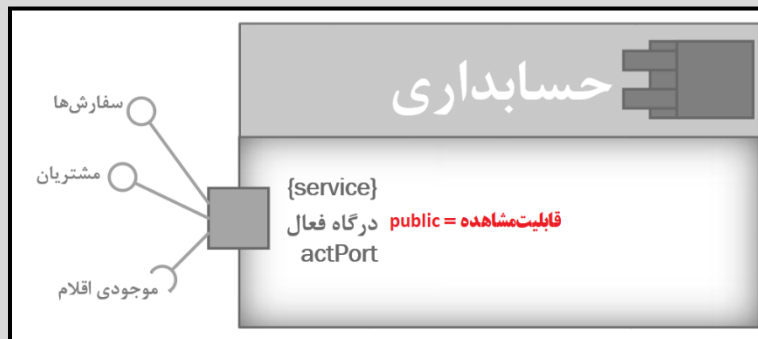 حسابداری
سفارش‌ها
مشتریان
موجودی اقلام
{service}
درگاه فعال قابلیت‌مشاهده = public
actPort